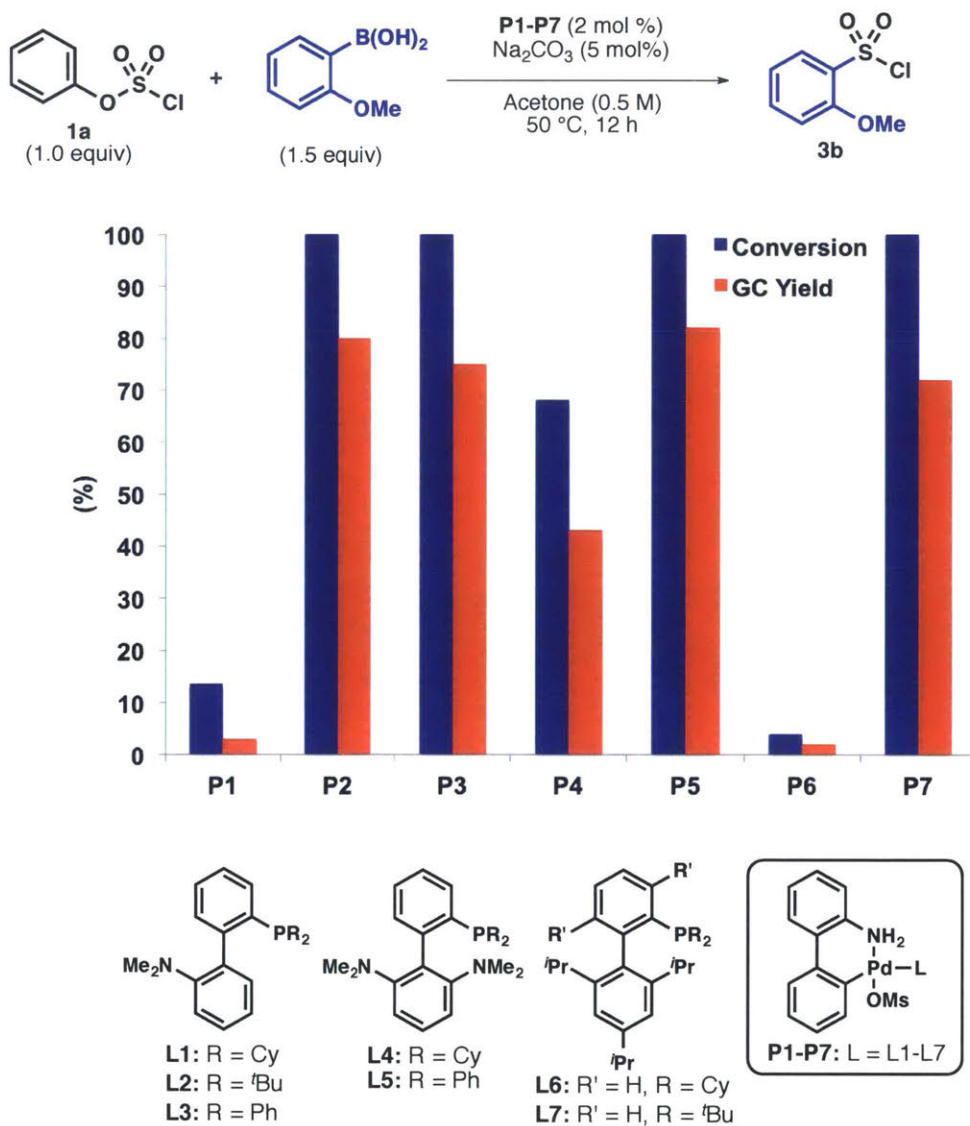 P1-P7 (2 mol %)
Na₂CO₃ (5 mol%)
Acetone (0.5 M)
50 °C, 12 h
O O
S
O Cl
1a
(1.0 equiv)
+
B(OH)₂
OMe
(1.5 equiv)
O O
S
Cl
OMe
3b
Conversion
GC Yield
(%)
100
90
80
70
60
50
40
30
20
10
0
P1 P2 P3 P4 P5 P6 P7
PR₂
Me₂N
L1: R = Cy
L2: R = ᵗBu
L3: R = Ph
PR₂
Me₂N NMe₂
L4: R = Cy
L5: R = Ph
R'
R' PR₂
ⁱPr ⁱPr
ⁱPr
L6: R' = H, R = Cy
L7: R' = H, R = ᵗBu
NH₂
Pd–L
OMs
P1-P7: L = L1-L7